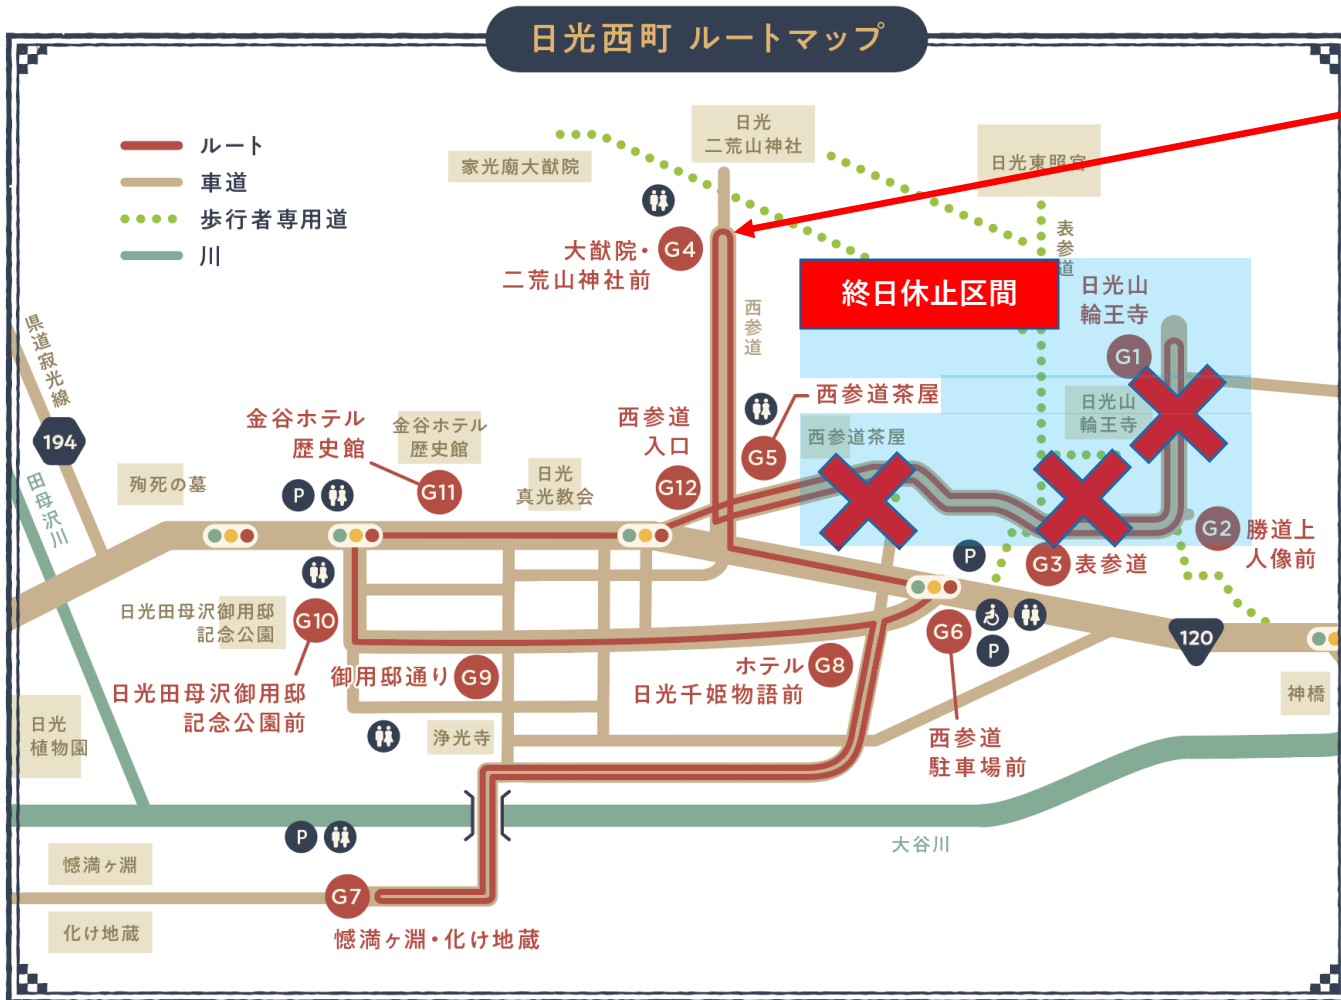 日光西町 ルートマップ
ルート
車道
歩行者専用道
川
日光
二荒山神社
家光廟大猷院
日光東照宮
表参道
G4
大猷院・
二荒山神社前
終日休止区間
日光山
輪王寺
G1
西参道
県道寂光線
194
田母沢川
金谷ホテル
歴史館
金谷ホテル
歴史館
G11
西参道
入口
G12
西参道茶屋
G5
西参道茶屋
日光山
輪王寺
殉死の墓
P
日光
真光教会
G2
勝道上
人像前
P
G3
表参道
日光田母沢御用邸
記念公園
G10
日光田母沢御用邸
記念公園前
御用邸通り
G9
ホテル
日光千姫物語前
G8
G6
P
120
西参道
駐車場前
神橋
日光
植物園
浄光寺
P
大谷川
憾満ヶ淵
G7
化け地蔵
憾満ヶ淵・化け地蔵